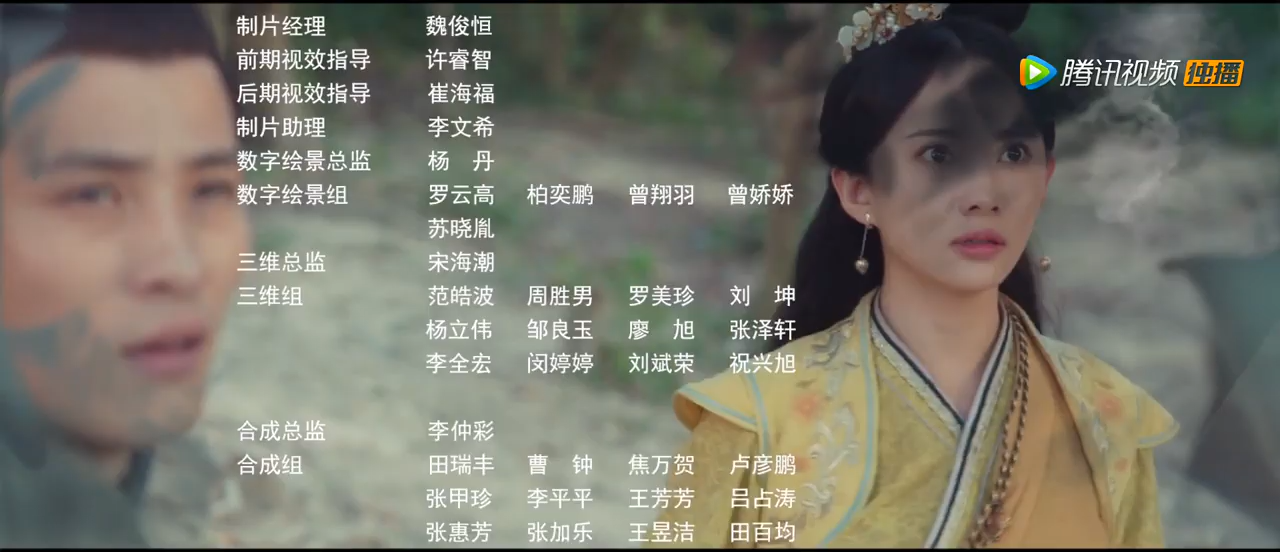 制片经理 魏俊恒
前期视效指导 许睿智
腾讯视频 独播
后期视效指导 崔海福
制片助理 李文希
数字绘景总监 杨 丹
数字绘景组 罗云高 柏奕鹏 曾翔羽 曾娇娇
苏晓胤
三维总监 宋海潮
三维组 范皓波 周胜男 罗美珍 刘 坤
杨立伟 邹良玉 廖 旭 张泽轩
李全宏 闵婷婷 刘斌荣 祝兴旭
合成总监 李仲彩
合成组 田瑞丰 曹 钟 焦万贺 卢彦鹏
张甲珍 李平平 王芳芳 吕占涛
张惠芳 张加乐 王昱洁 田百均